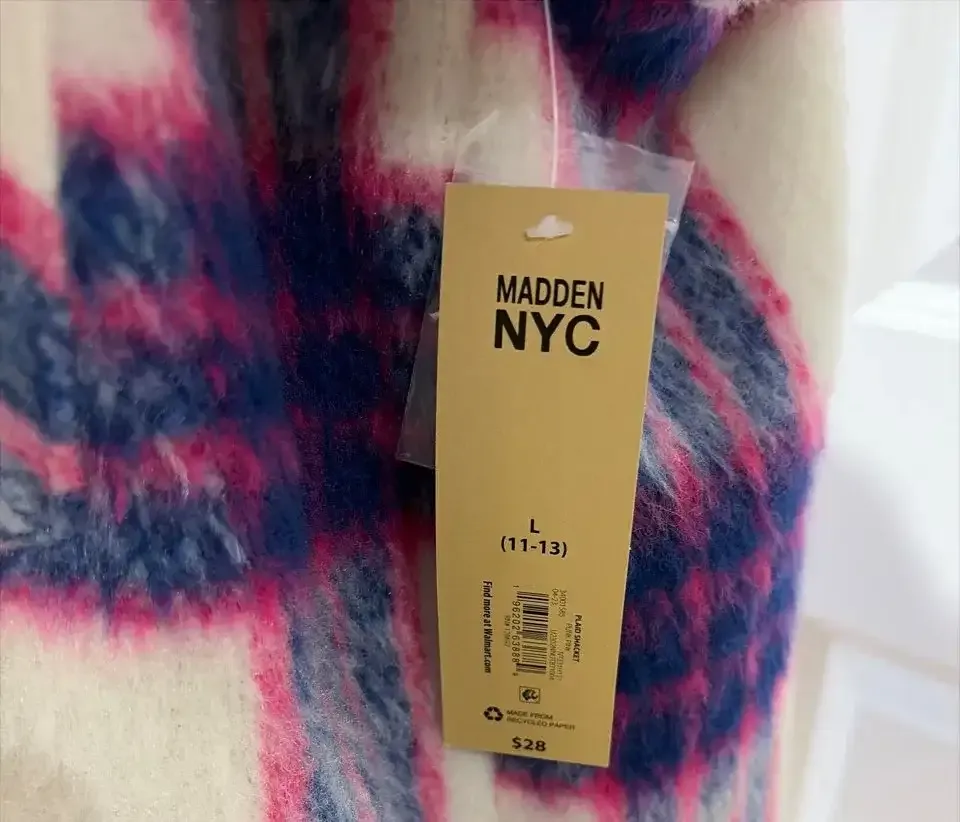 MADDEN
NYC
L
(11-13)
Find more at Walmart.com
PLAID SHACKET
MADE FROM
RECYCLED PAPER
$28